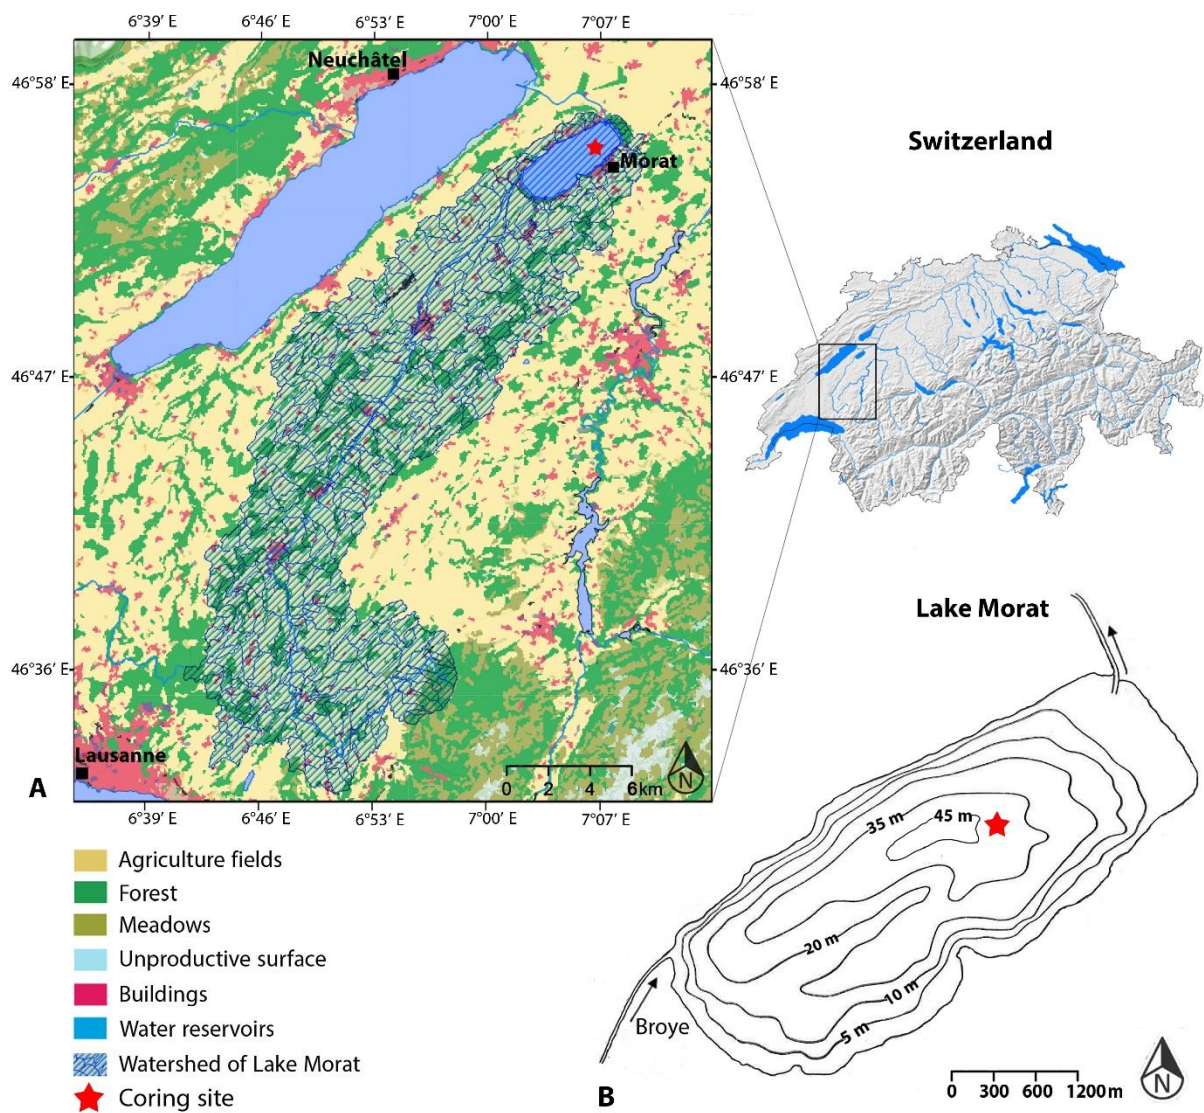 6°39’ E 6°46’ E 6°53’ E 7°00’ E 7°07’ E
Neuchâtel
46°58’ E
46°58’ E
Morat
Switzerland
46°47’ E
46°47’ E
46°36’ E
46°36’ E
Lausanne
A
0 2 4 6km
N
6°39’ E 6°46’ E 6°53’ E 7°00’ E 7°07’ E
Agriculture fields
Forest
Meadows
Unproductive surface
Buildings
Water reservoirs
Watershed of Lake Morat
Coring site
Lake Morat
35 m
45 m
20 m
10 m
5 m
Broye
B
0 300 600 1200m
N